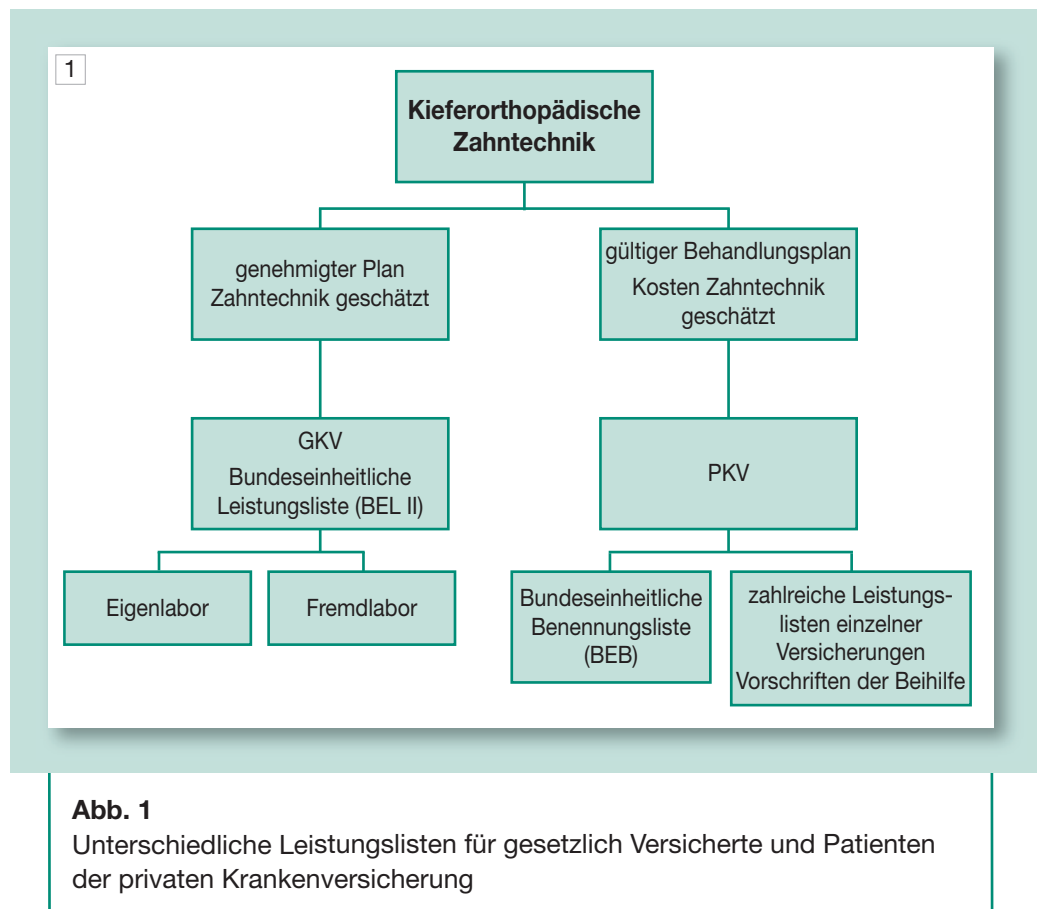 1
Kieferorthopädische
Zahntechnik
genehmigter Plan
Zahntechnik geschätzt
gültiger Behandlungsplan
Kosten Zahntechnik
geschätzt
GKV
Bundeseinheitliche
Leistungsliste (BEL II)
PKV
Eigenlabor
Fremdlabor
Bundeseinheitliche
Benennungsliste
(BEB)
zahlreiche Leistungs-
listen einzelner
Versicherungen
Vorschriften der Beihilfe
Abb. 1
Unterschiedliche Leistungslisten für gesetzlich Versicherte und Patienten
der privaten Krankenversicherung